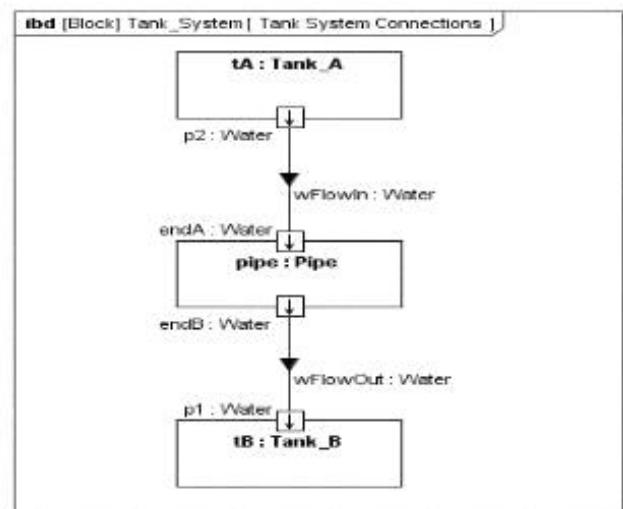 ibd [Block] Tank_System[ Tank System Connections ]
tA : Tank_A
p2 : Water
wFlowIn : Water
endA : Water
pipe : Pipe
endB : Water
wFlowOut : Water
p1 : Water
tB : Tank_B